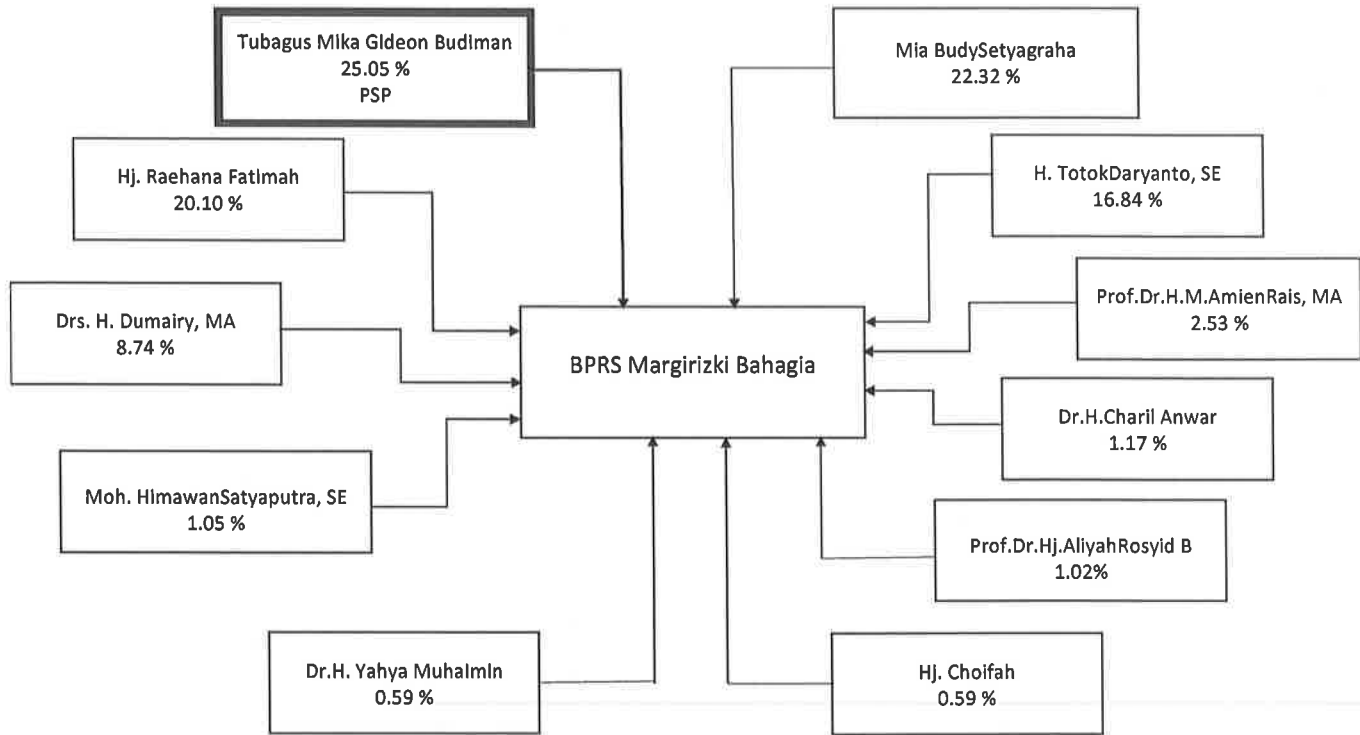 Tubagus Mika Gideon Budiman
25.05 %
PSP
Mia BudySetyagraha
22.32 %
Hj. Raehana Fatimah
20.10 %
H. TotokDaryanto, SE
16.84 %
Drs. H. Dumairy, MA
8.74 %
Prof.Dr.H.M.AmienRais, MA
2.53 %
BPRS Margirizki Bahagia
Dr.H.Charil Anwar
1.17 %
Moh. HimawanSatyaputra, SE
1.05 %
Prof.Dr.Hj.AliyahRosyid B
1.02%
Dr.H. Yahya Muhaimin
0.59 %
Hj. Choifah
0.59 %